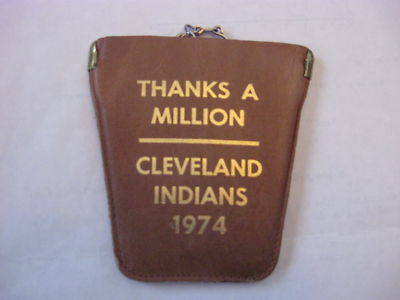 THANKS A
MILLION
CLEVELAND
INDIANS
1974